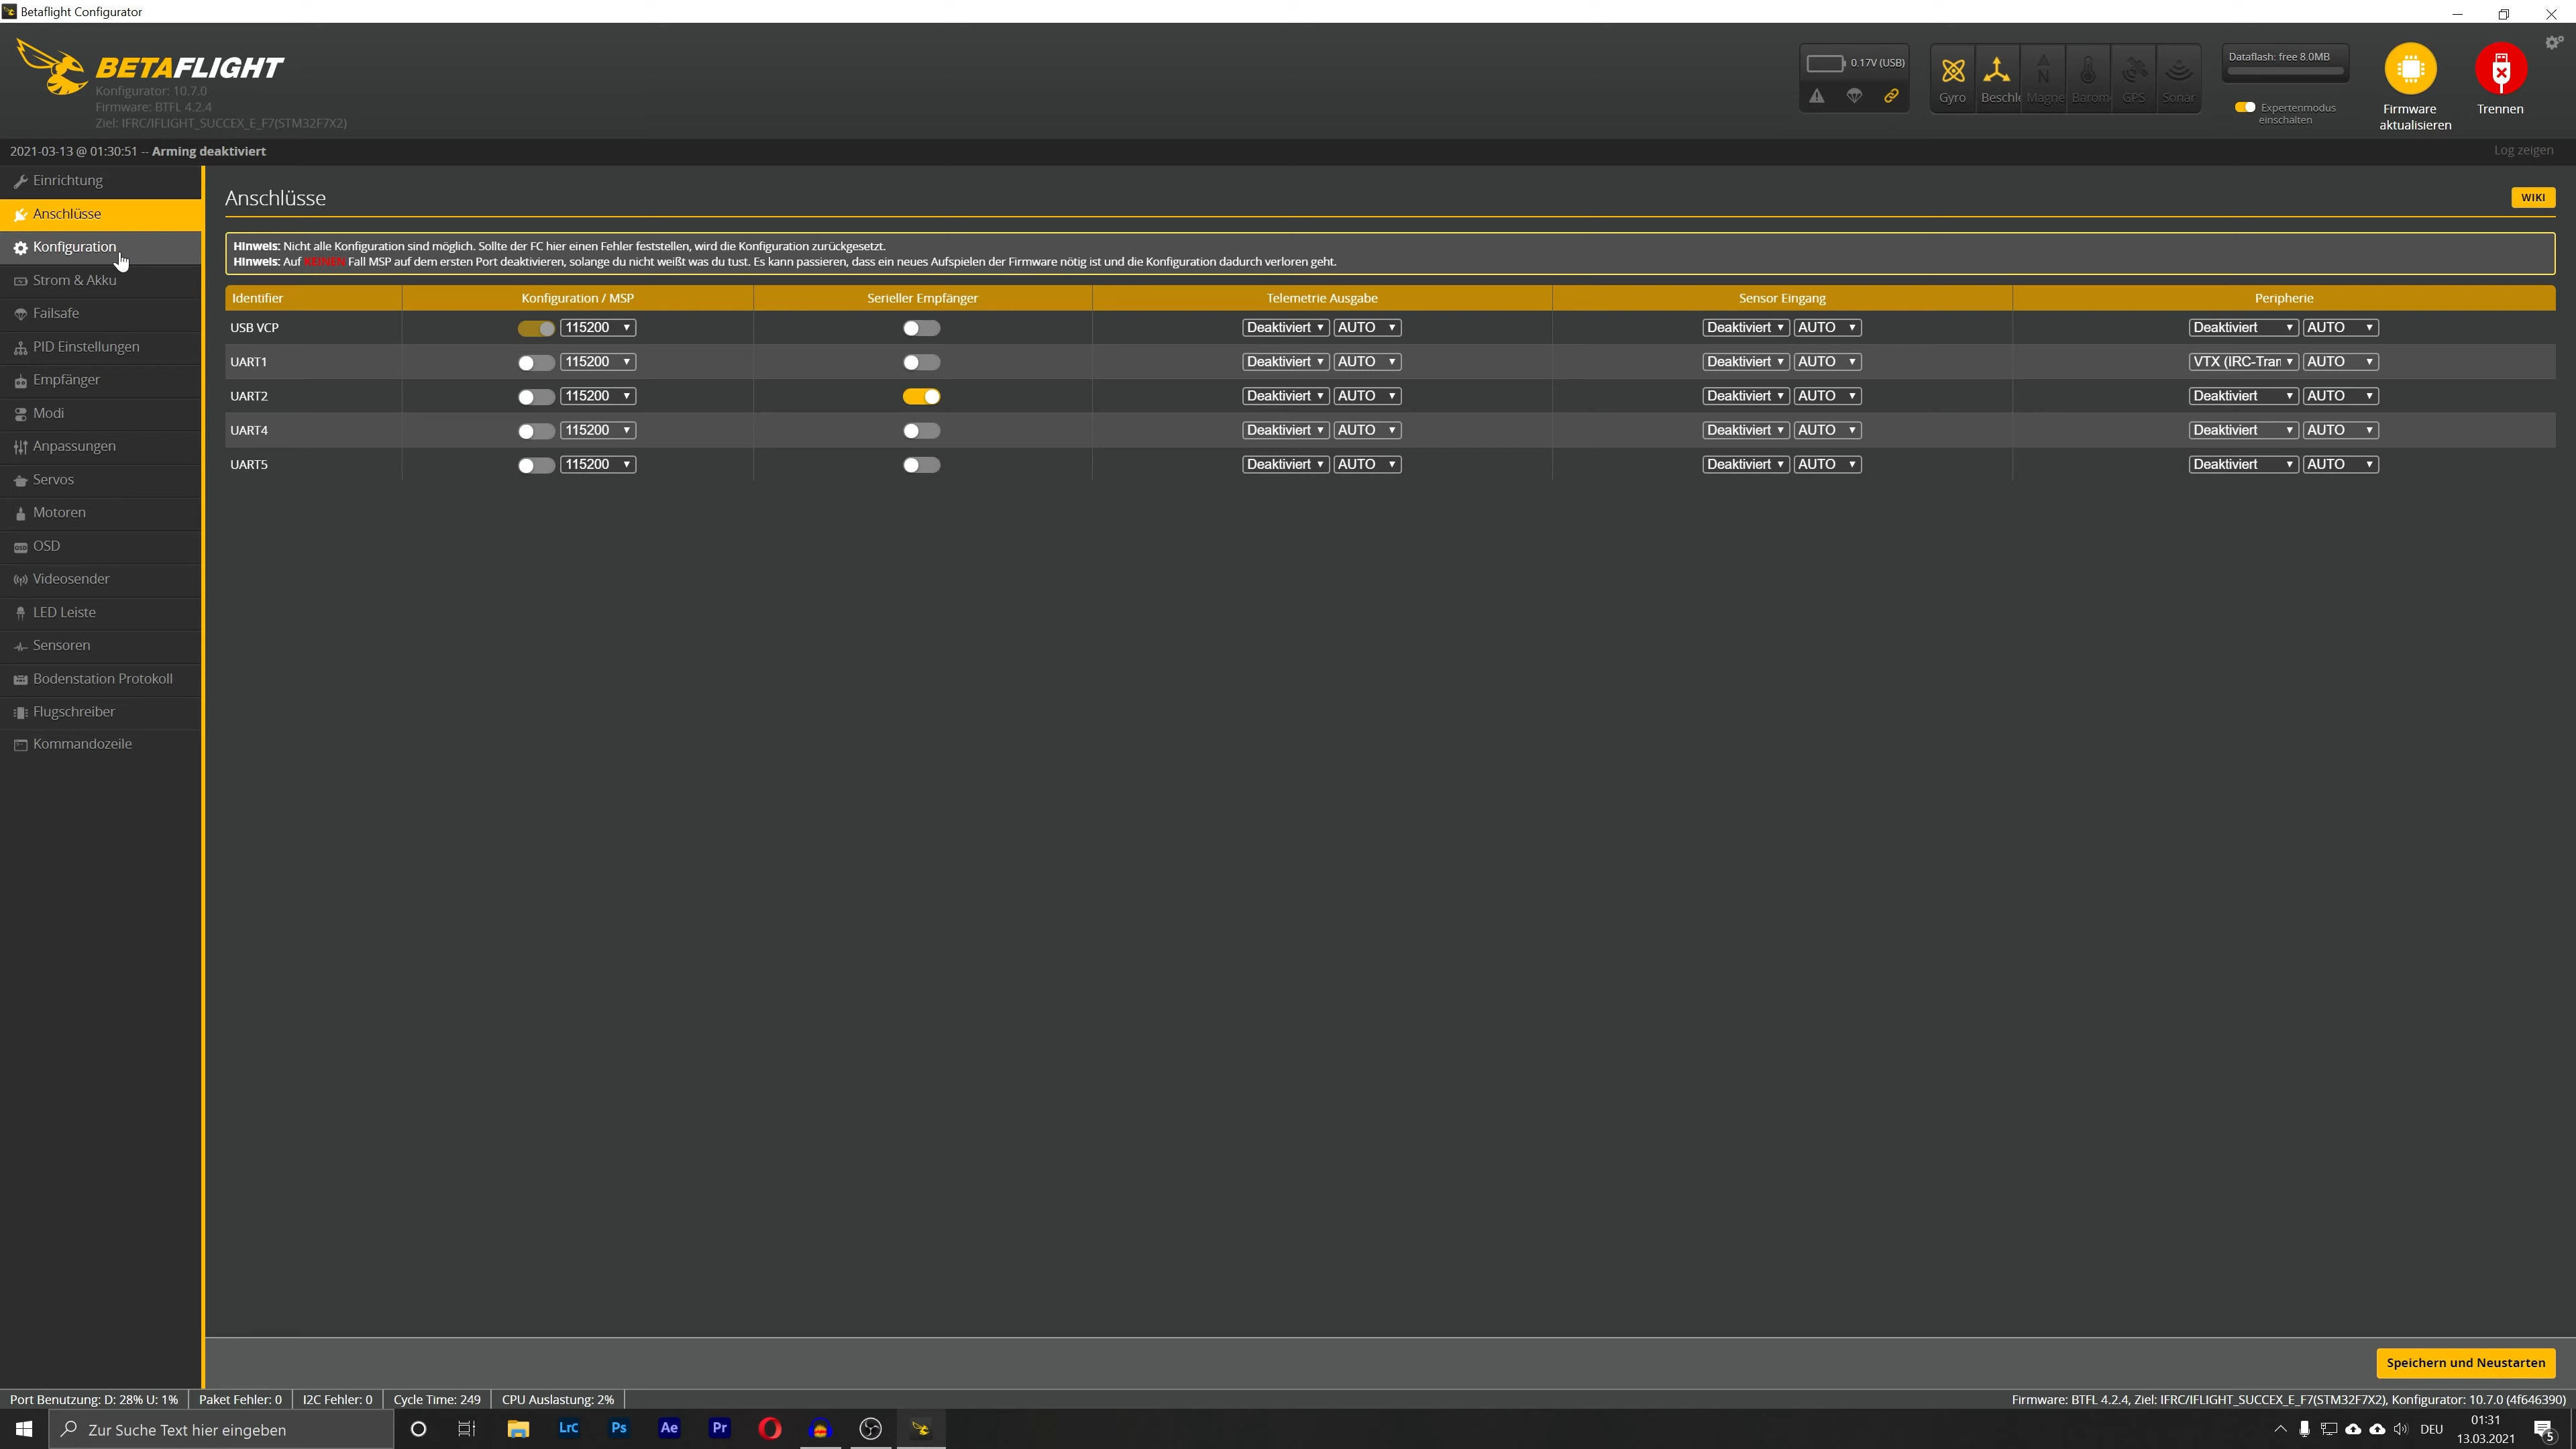 Betaflight Configurator
BETAFLIGHT
Konfigurator: 10.7.0
Firmware: BTFL 4.2.4
Ziel: IFRC/IFLIGHT_SUCCEX_E_F7(STM32F7X2)
0.17V (USB)
Gyro Beschle Magne Barom GPS Sonar
Dataflash: free 8.0MB
Expertenmodus
einschalten
Firmware
aktualisieren
Trennen
2021-03-13 @ 01:30:51 -- Arming deaktiviert
Log zeigen
Einrichtung
Anschlüsse
Konfiguration
Strom & Akku
Failsafe
PID Einstellungen
Empfänger
Modi
Anpassungen
Servos
Motoren
OSD
Videosender
LED Leiste
Sensoren
Bodenstation Protokoll
Flugschreiber
Kommandozeile
Anschlüsse
WIKI
Hinweis: Nicht alle Konfiguration sind möglich. Sollte der FC hier einen Fehler feststellen, wird die Konfiguration zurückgesetzt.
Hinweis: Auf KEINEN Fall MSP auf dem ersten Port deaktivieren, solange du nicht weißt was du tust. Es kann passieren, dass ein neues Aufspielen der Firmware nötig ist und die Konfiguration dadurch verloren geht.
Identifier Konfiguration / MSP Serieller Empfänger Telemetrie Ausgabe Sensor Eingang Peripherie
USB VCP 115200 Deaktiviert AUTO Deaktiviert AUTO Deaktiviert AUTO
UART1 115200 Deaktiviert AUTO Deaktiviert AUTO VTX (IRC-Tran AUTO
UART2 115200 Deaktiviert AUTO Deaktiviert AUTO Deaktiviert AUTO
UART4 115200 Deaktiviert AUTO Deaktiviert AUTO Deaktiviert AUTO
UART5 115200 Deaktiviert AUTO Deaktiviert AUTO Deaktiviert AUTO
Speichern und Neustarten
Port Benutzung: D: 28% U: 1% Paket Fehler: 0 I2C Fehler: 0 Cycle Time: 249 CPU Auslastung: 2%
Firmware: BTFL 4.2.4, Ziel: IFRC/IFLIGHT_SUCCEX_E_F7(STM32F7X2), Konfigurator: 10.7.0 (4f646390)
Zur Suche Text hier eingeben
LrC Ps Ae Pr
DEU
01:31
13.03.2021
5